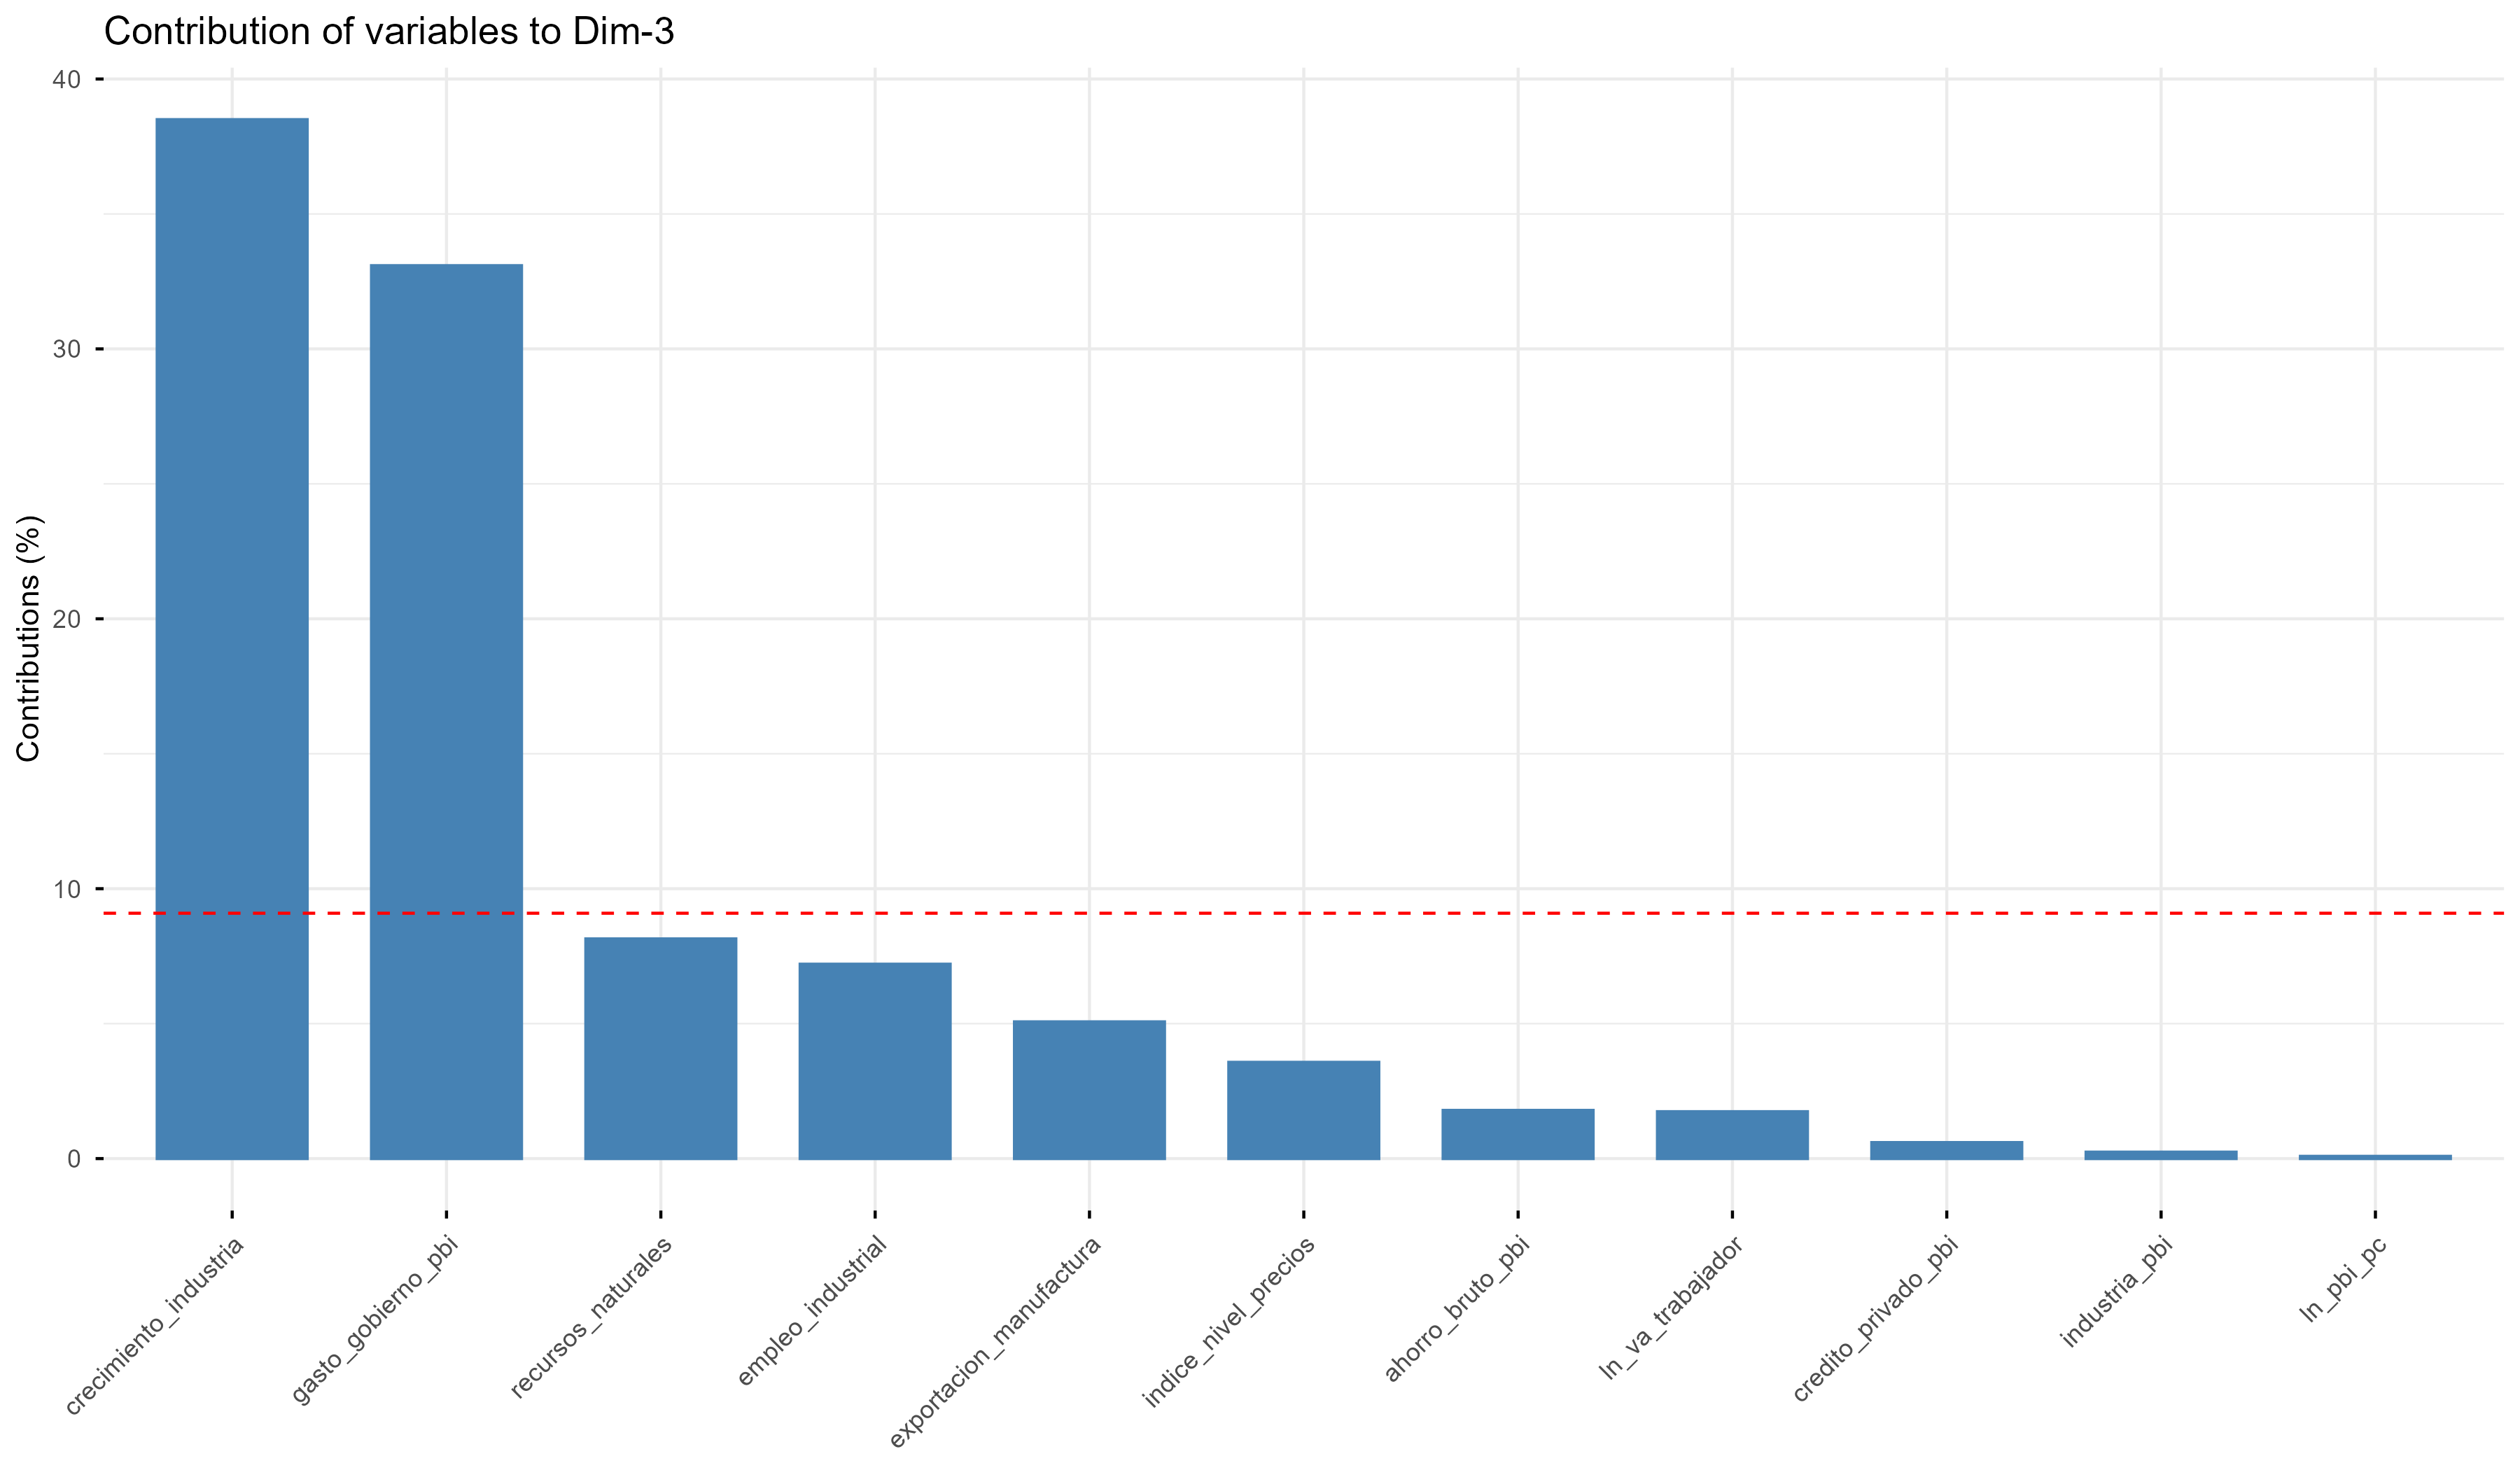 Contribution of variables to Dim-3
Contributions (%)
40
30
20
10
0
crecimiento_industria
gasto_gobierno_pbi
recursos_naturales
empleo_industrial
exportacion_manufactura
indice_nivel_precios
ahorro_bruto_pbi
ln_va_trabajador
credito_privado_pbi
industria_pbi
ln_pbi_pc